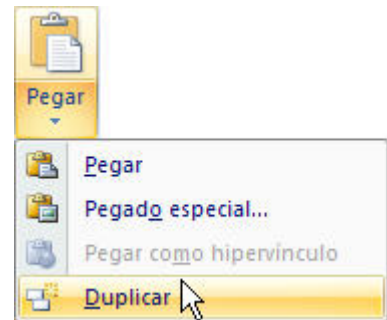 Pegar
Pegar
Pegado especial...
Pegar como hipervínculo
Duplicar